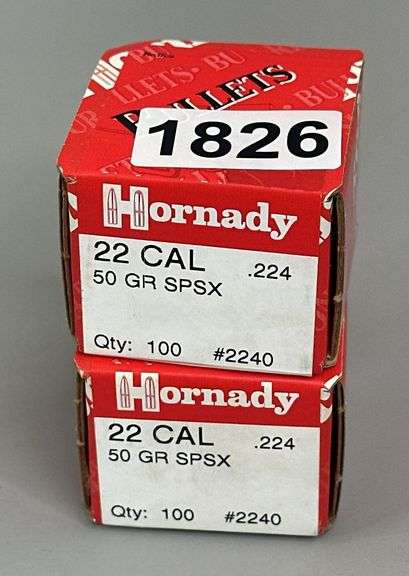 BULLETS
1826
Hornady
22 CAL .224
50 GR SPSX
Qty: 100 #2240
Hornady
22 CAL .224
50 GR SPSX
Qty: 100 #2240